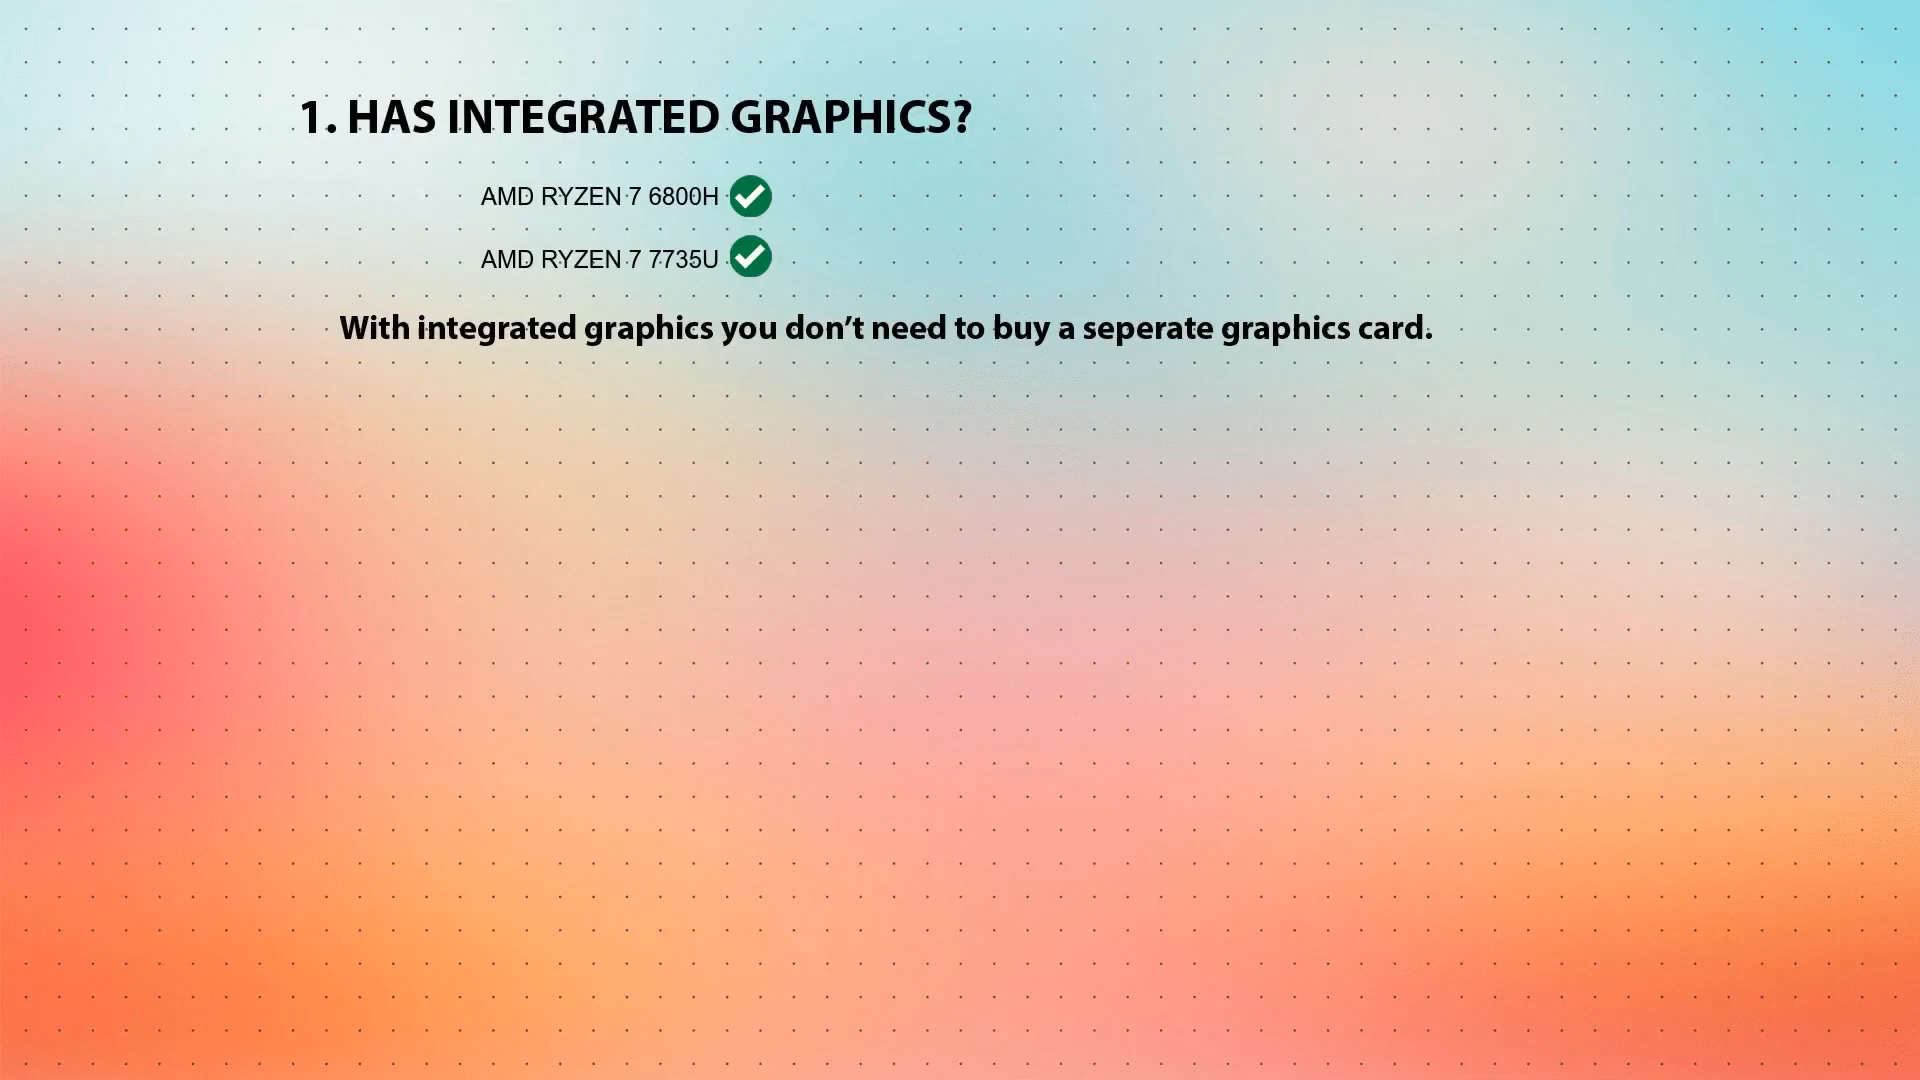 1. HAS INTEGRATED GRAPHICS?
AMD RYZEN 7 6800H
AMD RYZEN 7 7735U
With integrated graphics you don’t need to buy a seperate graphics card.